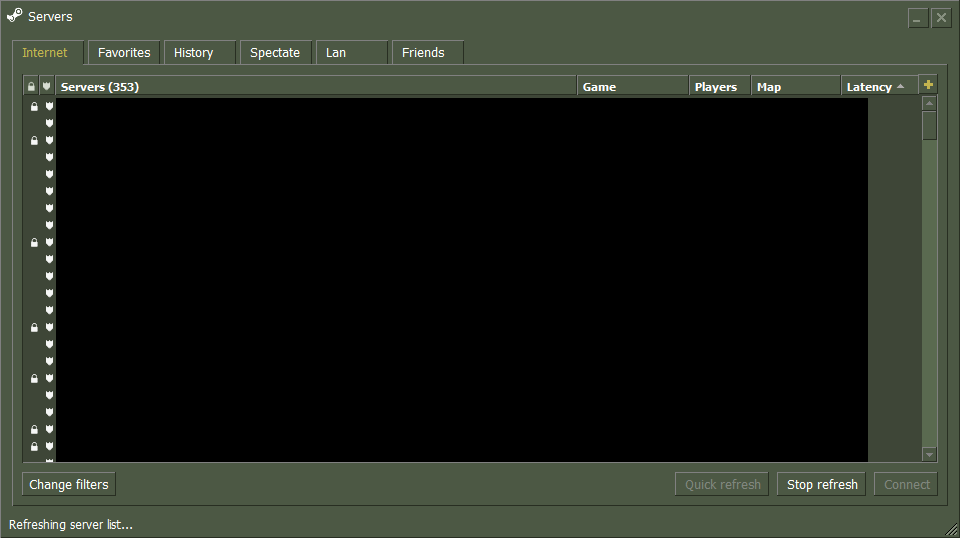 Servers
Internet Favorites History Spectate Lan Friends
Servers (353) Game Players Map Latency
Change filters Quick refresh Stop refresh Connect
Refreshing server list...